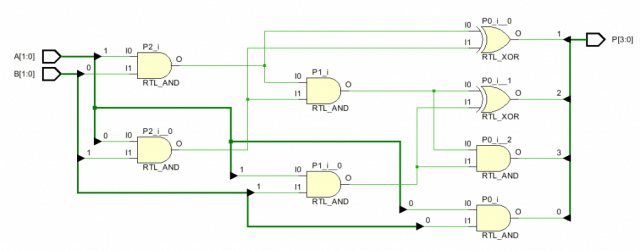 P0_i__0
I0
O
I1
RTL_XOR
1
P[3:0]
A[1:0]
1
P2_i
I0
O
I1
RTL_AND
B[1:0]
0
P1_i
I0
O
I1
RTL_AND
P0_i__1
I0
O
I1
RTL_XOR
2
P2_i__0
0
I0
O
1
I1
RTL_AND
P0_i__2
I0
O
I1
RTL_AND
3
P1_i__0
1
I0
O
1
I1
RTL_AND
P0_i
0
I0
O
0
I1
RTL_AND
0